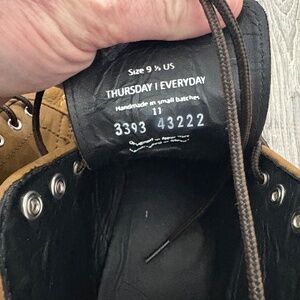 Size 9 ½ US
THURSDAY | EVERYDAY
Handmade in small batches
11
3393 43222